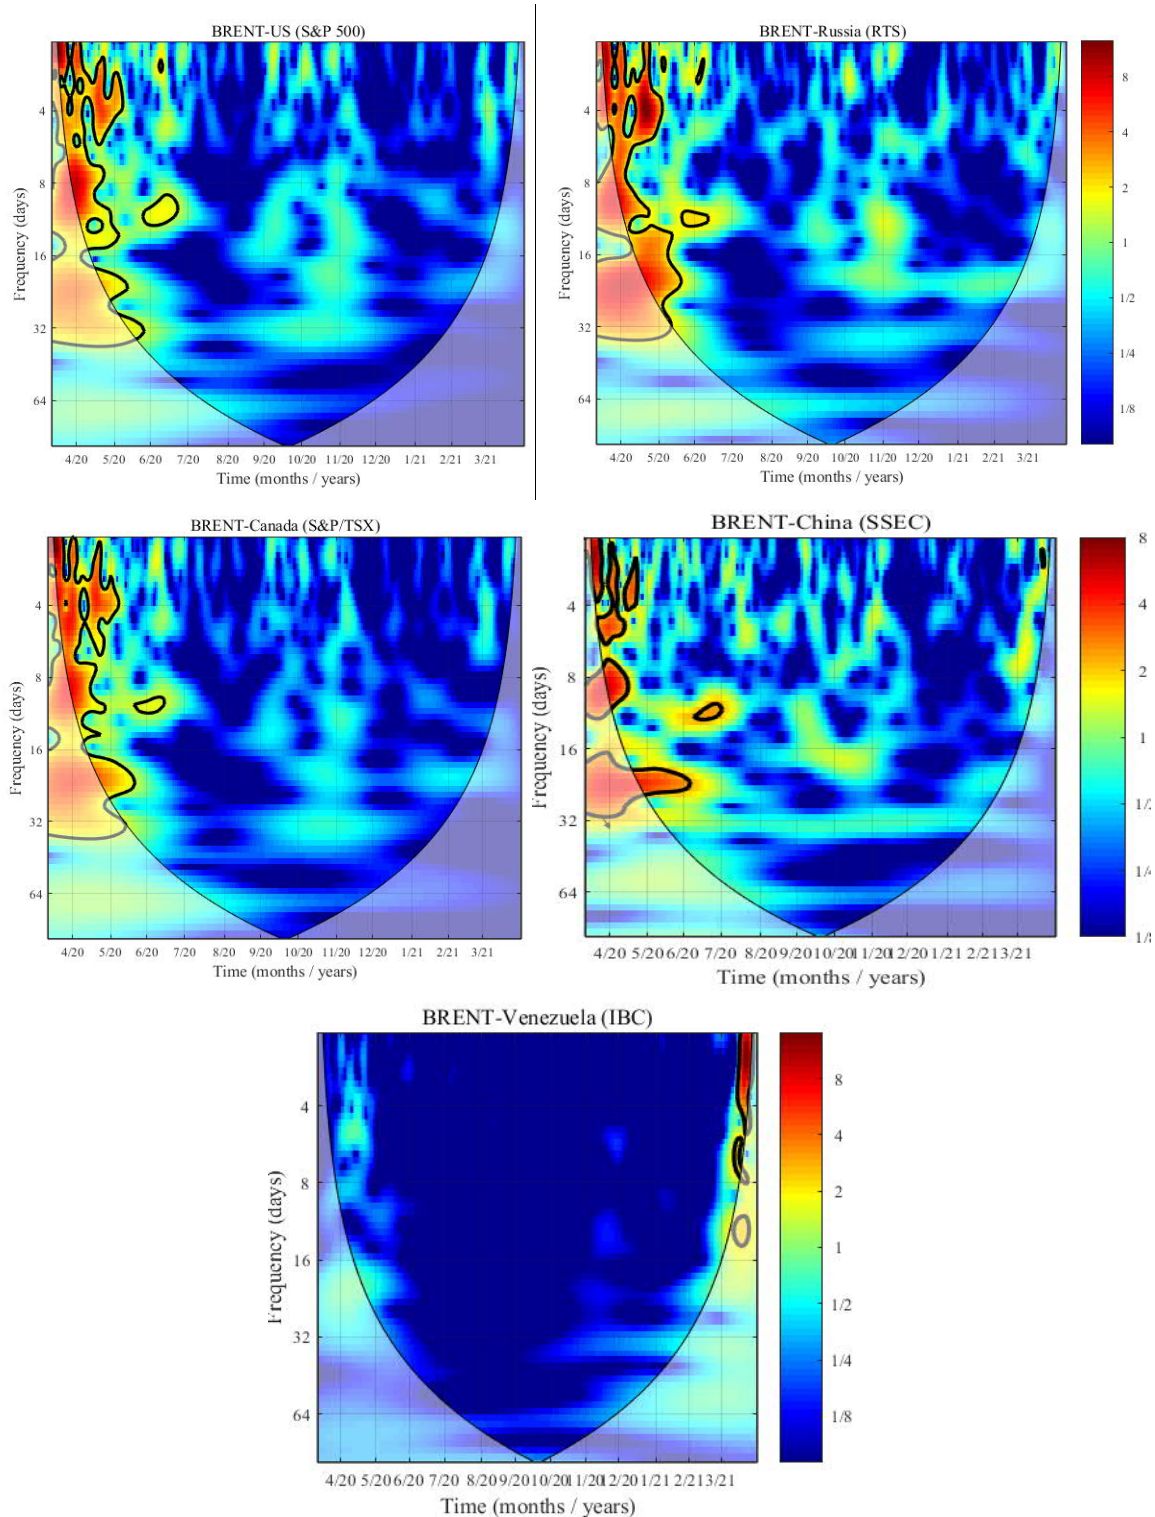 BRENT-US (S&P 500)
Frequency (days)
4
8
16
32
64
4/20 5/20 6/20 7/20 8/20 9/20 10/20 11/20 12/20 1/21 2/21 3/21
Time (months / years)
BRENT-Russia (RTS)
Frequency (days)
4
8
16
32
64
4/20 5/20 6/20 7/20 8/20 9/20 10/20 11/20 12/20 1/21 2/21 3/21
Time (months / years)
8
4
2
1
1/2
1/4
1/8
BRENT-Canada (S&P/TSX)
Frequency (days)
4
8
16
32
64
4/20 5/20 6/20 7/20 8/20 9/20 10/20 11/20 12/20 1/21 2/21 3/21
Time (months / years)
BRENT-China (SSEC)
Frequency (days)
4
8
16
32
64
4/20 5/20 6/20 7/20 8/20 9/20 10/20 11/20 12/20 1/21 2/21 3/21
Time (months / years)
8
4
2
1
1/2
1/4
1/8
BRENT-Venezuela (IBC)
Frequency (days)
4
8
16
32
64
4/20 5/20 6/20 7/20 8/20 9/20 10/20 11/20 12/20 1/21 2/21 3/21
Time (months / years)
8
4
2
1
1/2
1/4
1/8